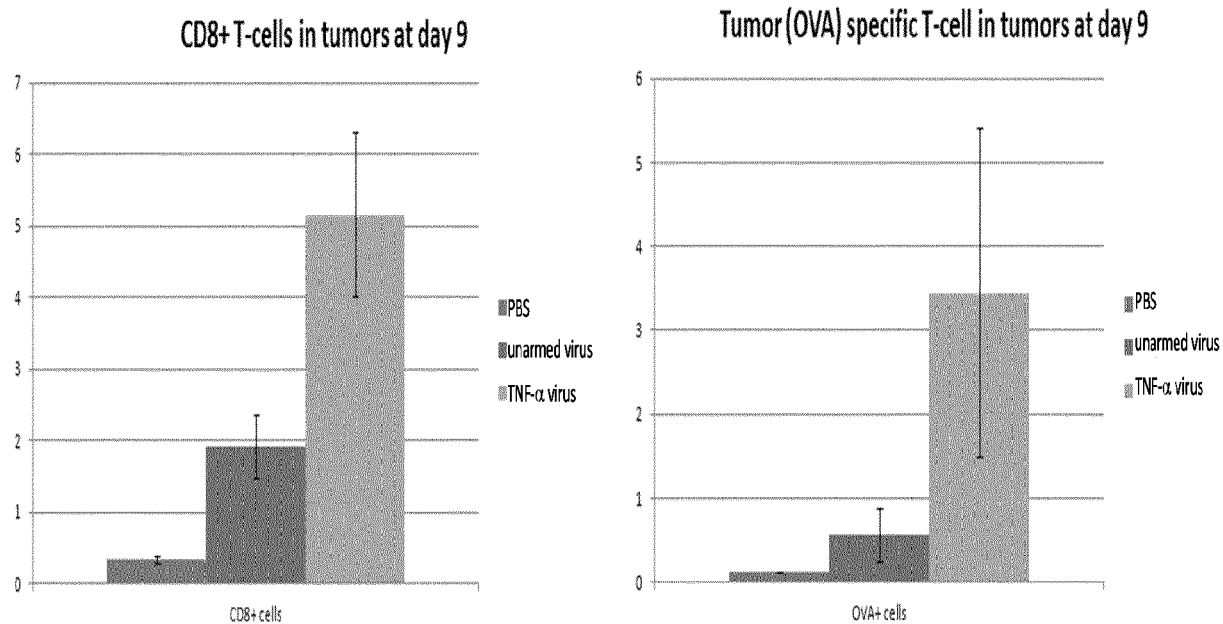 CD8+ T-cells in tumors at day 9
7
6
5
4
3
2
1
0
CD8+ cells
PBS
unarmed virus
TNF-α virus
Tumor (OVA) specific T-cell in tumors at day 9
6
5
4
3
2
1
0
OVA+ cells
PBS
unarmed virus
TNF-α virus